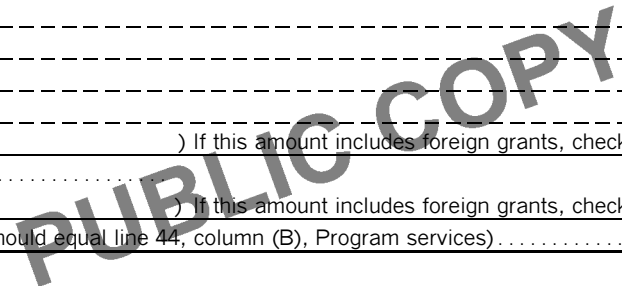 ) If this amount includes foreign grants, check
) If this amount includes foreign grants, check
hould equal line 44, column (B), Program services)
PUBLIC COPY